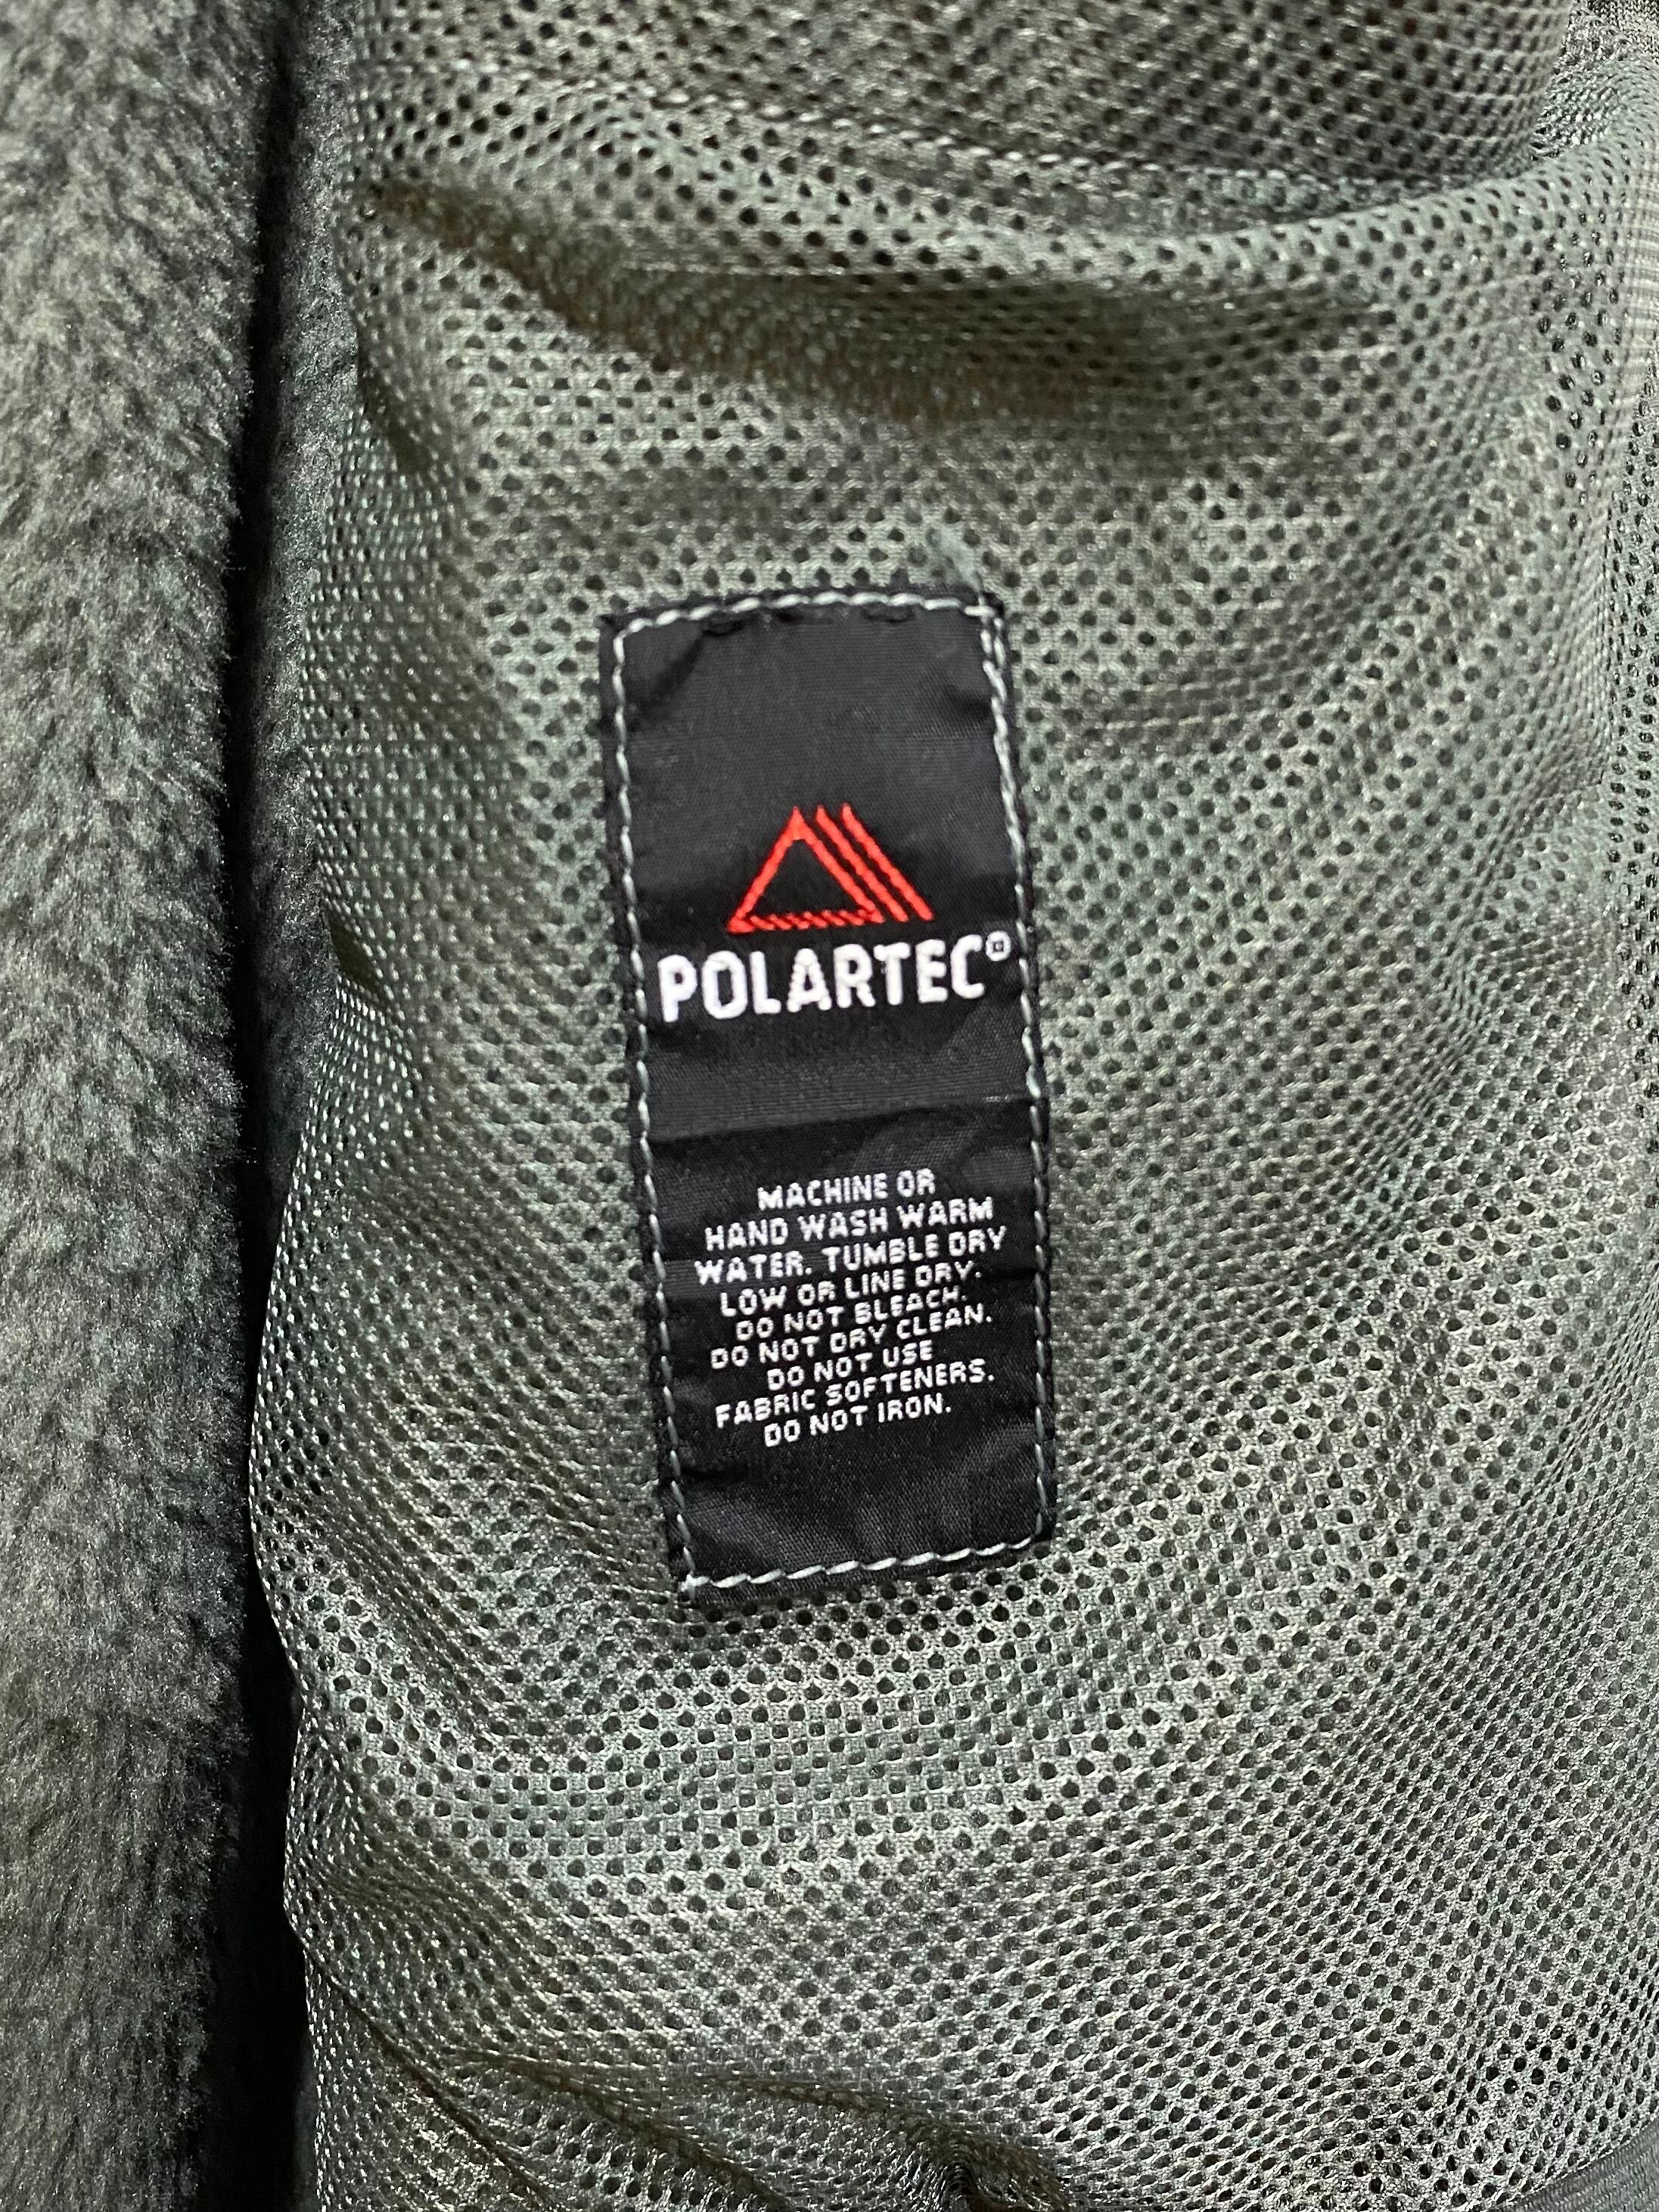 POLARTEC®
MACHINE OR
HAND WASH WARM
WATER. TUMBLE DRY
LOW OR LINE DRY.
DO NOT BLEACH.
DO NOT DRY CLEAN.
DO NOT USE
FABRIC SOFTENERS.
DO NOT IRON.